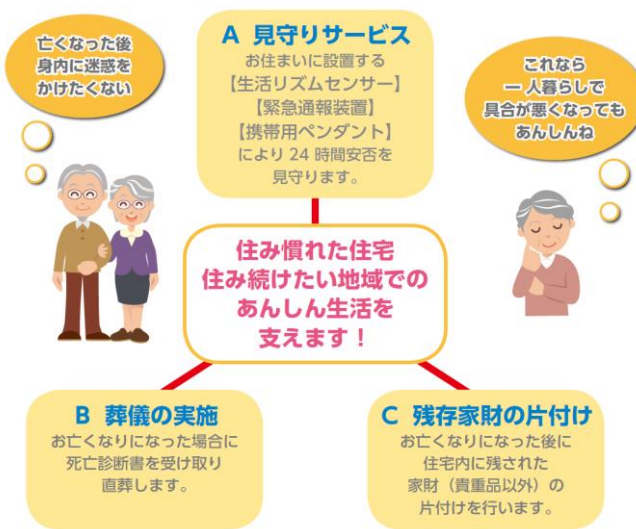 亡くなった後
身内に迷惑を
かけたくない
A 見守りサービス
お住まいに設置する
【生活リズムセンサー】
【緊急通報装置】
【携帯用ペンダント】
により 24 時間安否を
見守ります。
これなら
一人暮らしで
具合が悪くなっても
あんしんね
住み慣れた住宅
住み続けたい地域での
あんしん生活を
支えます！
B 葬儀の実施
お亡くなりになった場合に
死亡診断書を受け取り
直葬します。
C 残存家財の片付け
お亡くなりになった後に
住宅内に残された
家財（貴重品以外）の
片付けを行います。